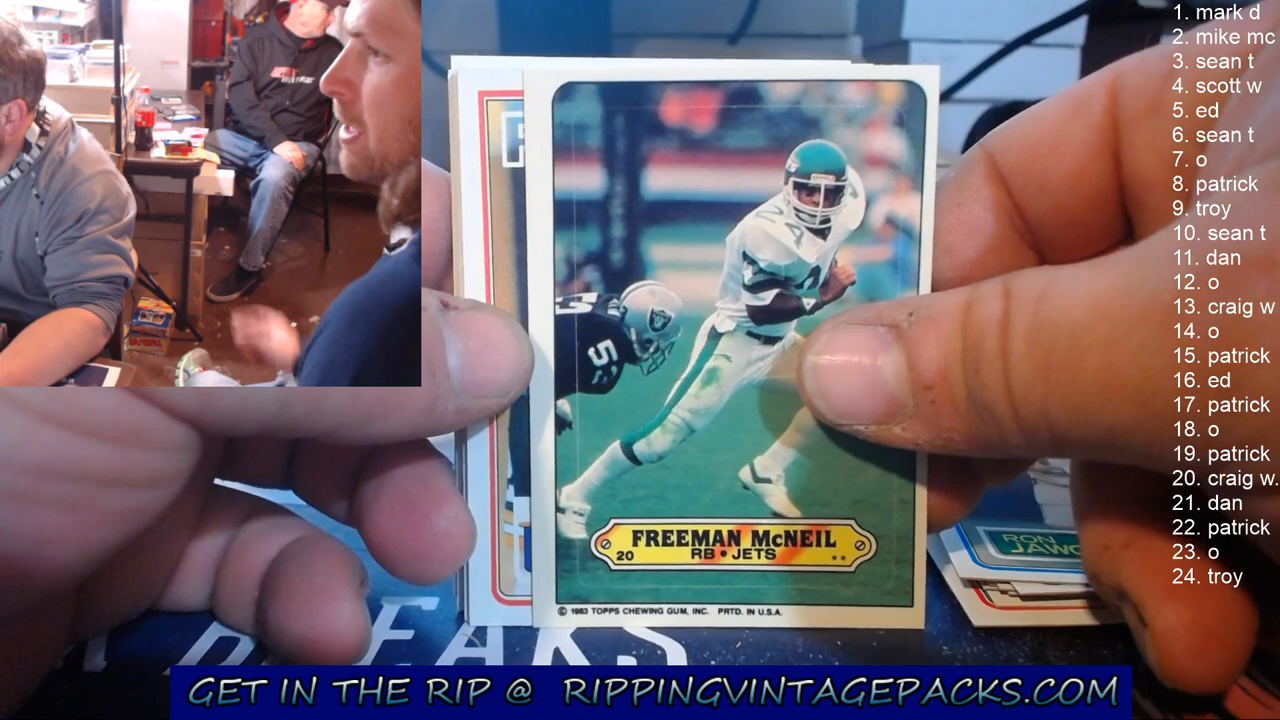 1. mark d
2. mike mc
3. sean t
4. scott w
5. ed
6. sean t
7. o
8. patrick
9. troy
10. sean t
11. dan
12. o
13. craig w
14. o
15. patrick
16. ed
17. patrick
18. o
19. patrick
20. craig w.
21. dan
22. patrick
23. o
24. troy
24
53
FREEMAN McNEIL
20 RB • JETS **
© 1983 TOPPS CHEWING GUM, INC. PRTD. IN U.S.A.
RON
JAWO
BREAKS
GET IN THE RIP @ RIPPINGVINTAGEPACKS.COM